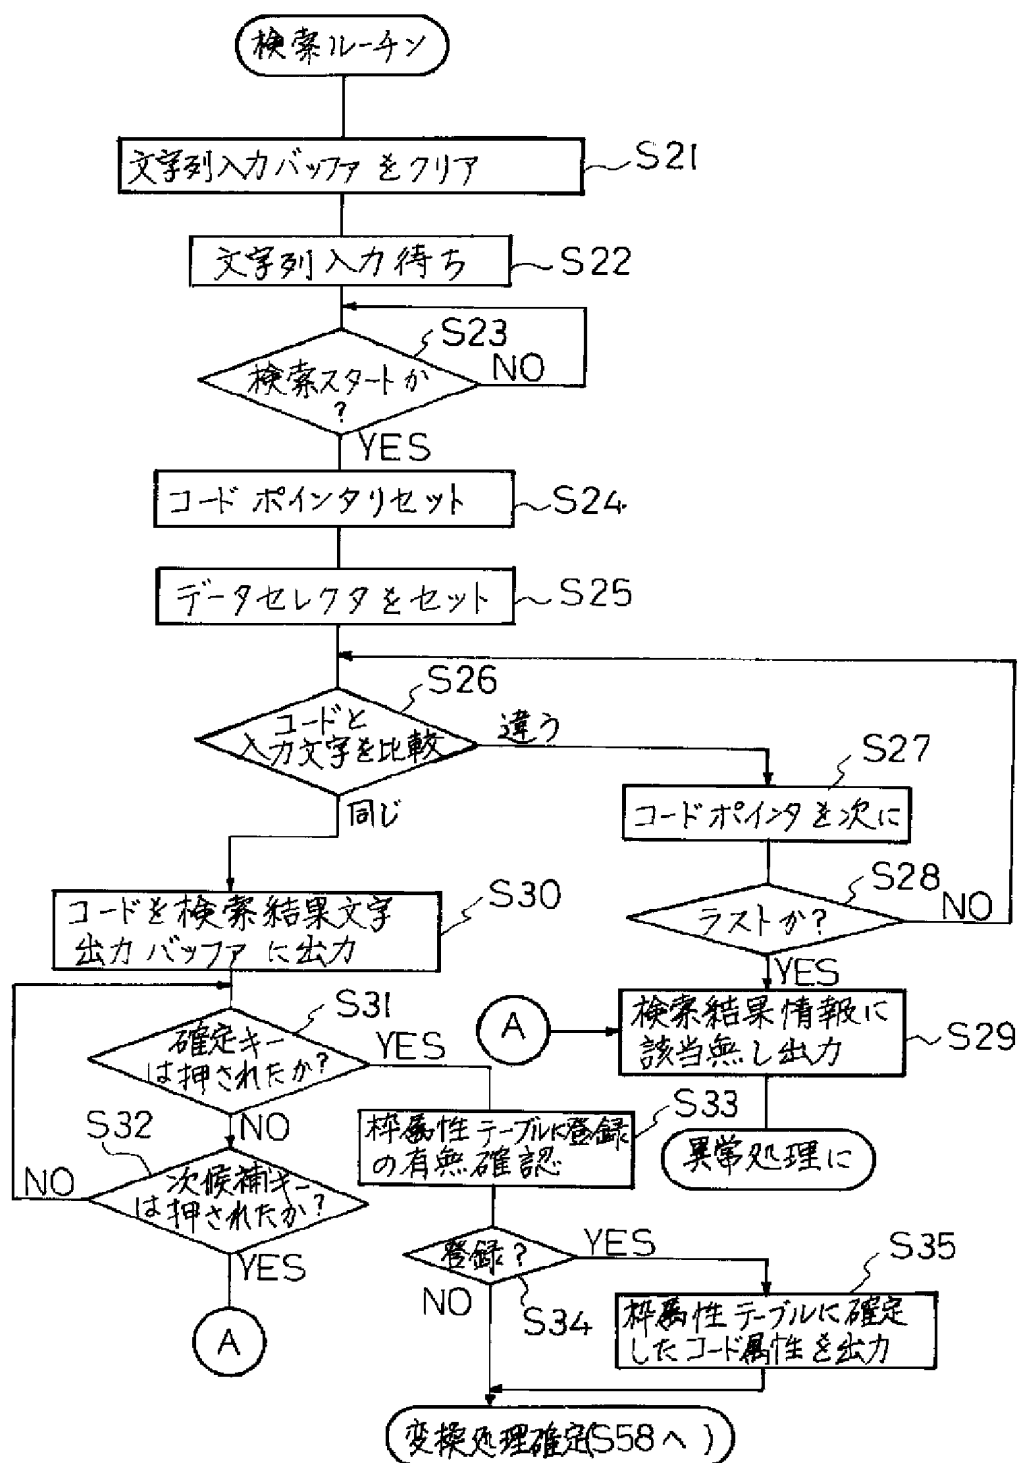 検索ルーチン
文字列入力バッファをクリア
S21
文字列入力待ち
S22
S23
検索スタートか
?
NO
YES
コードポインタリセット
S24
データセレクタをセット
S25
S26
コードと
入力文字を比較
違う
同じ
S27
コードポインタを次に
S28
ラストか?
NO
YES
S30
コードを検索結果文字
出力バッファに出力
A
検索結果情報に
該当無し出力
S29
異常処理に
S31
確定キー
は押されたか?
YES
NO
S32
次候補キー
は押されたか?
NO
YES
A
S33
枠属性テーブルに登録
の有無確認
登録?
YES
NO
S34
S35
枠属性テーブルに確定
したコード属性を出力
変換処理確定(S58へ)